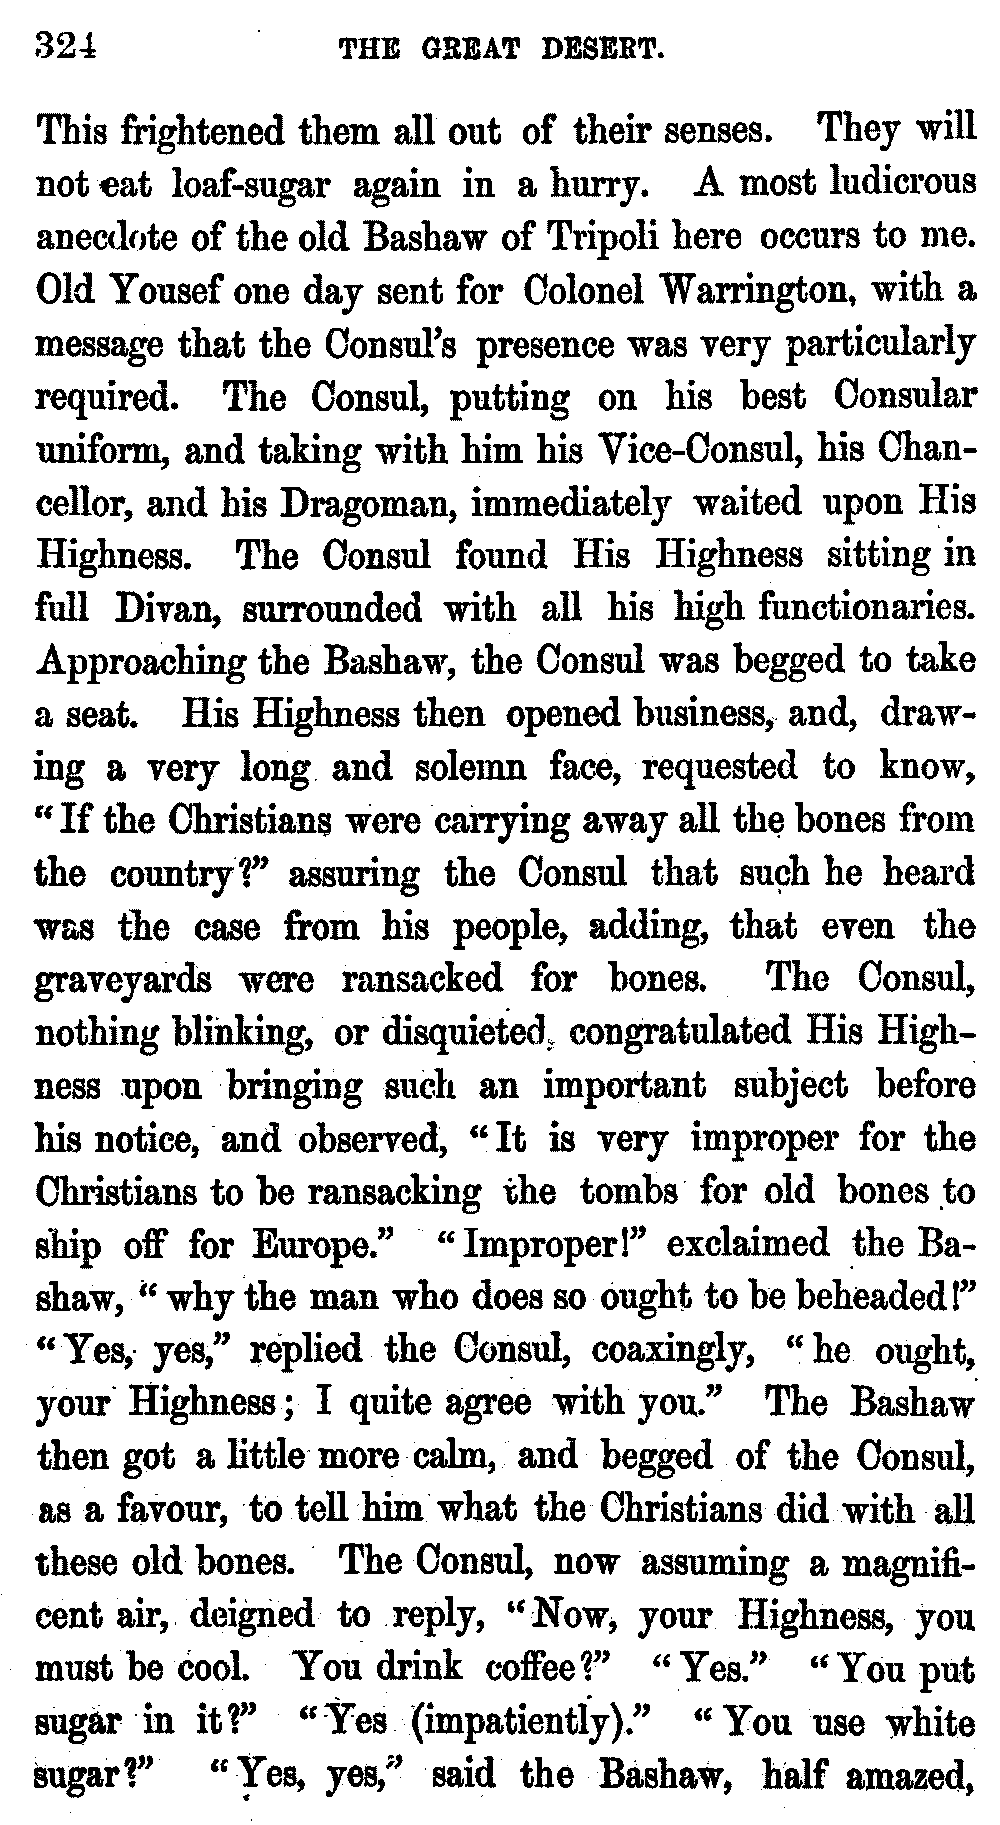 324 THE GREAT DESERT.
This frightened them all out of their senses. They will
not eat loaf-sugar again in a hurry. A most ludicrous
anecdote of the old Bashaw of Tripoli here occurs to me.
Old Yousef one day sent for Colonel Warrington, with a
message that the Consul's presence was very particularly
required. The Consul, putting on his best Consular
uniform, and taking with him his Vice-Consul, his Chan-
cellor, and his Dragoman, immediately waited upon His
Highness. The Consul found His Highness sitting in
full Divan, surrounded with all his high functionaries.
Approaching the Bashaw, the Consul was begged to take
a seat. His Highness then opened business, and, draw-
ing a very long and solemn face, requested to know,
"If the Christians were carrying away all the bones from
the country?" assuring the Consul that such he heard
was the case from his people, adding, that even the
graveyards were ransacked for bones. The Consul,
nothing blinking, or disquieted, congratulated His High-
ness upon bringing such an important subject before
his notice, and observed, "It is very improper for the
Christians to be ransacking the tombs for old bones to
ship off for Europe." "Improper!" exclaimed the Ba-
shaw, "why the man who does so ought to be beheaded!"
"Yes, yes," replied the Consul, coaxingly, "he ought,
your Highness; I quite agree with you." The Bashaw
then got a little more calm, and begged of the Consul,
as a favour, to tell him what the Christians did with all
these old bones. The Consul, now assuming a magnifi-
cent air, deigned to reply, "Now, your Highness, you
must be cool. You drink coffee?" "Yes." "You put
sugar in it?" "Yes (impatiently)." "You use white
sugar?" "Yes, yes," said the Bashaw, half amazed,